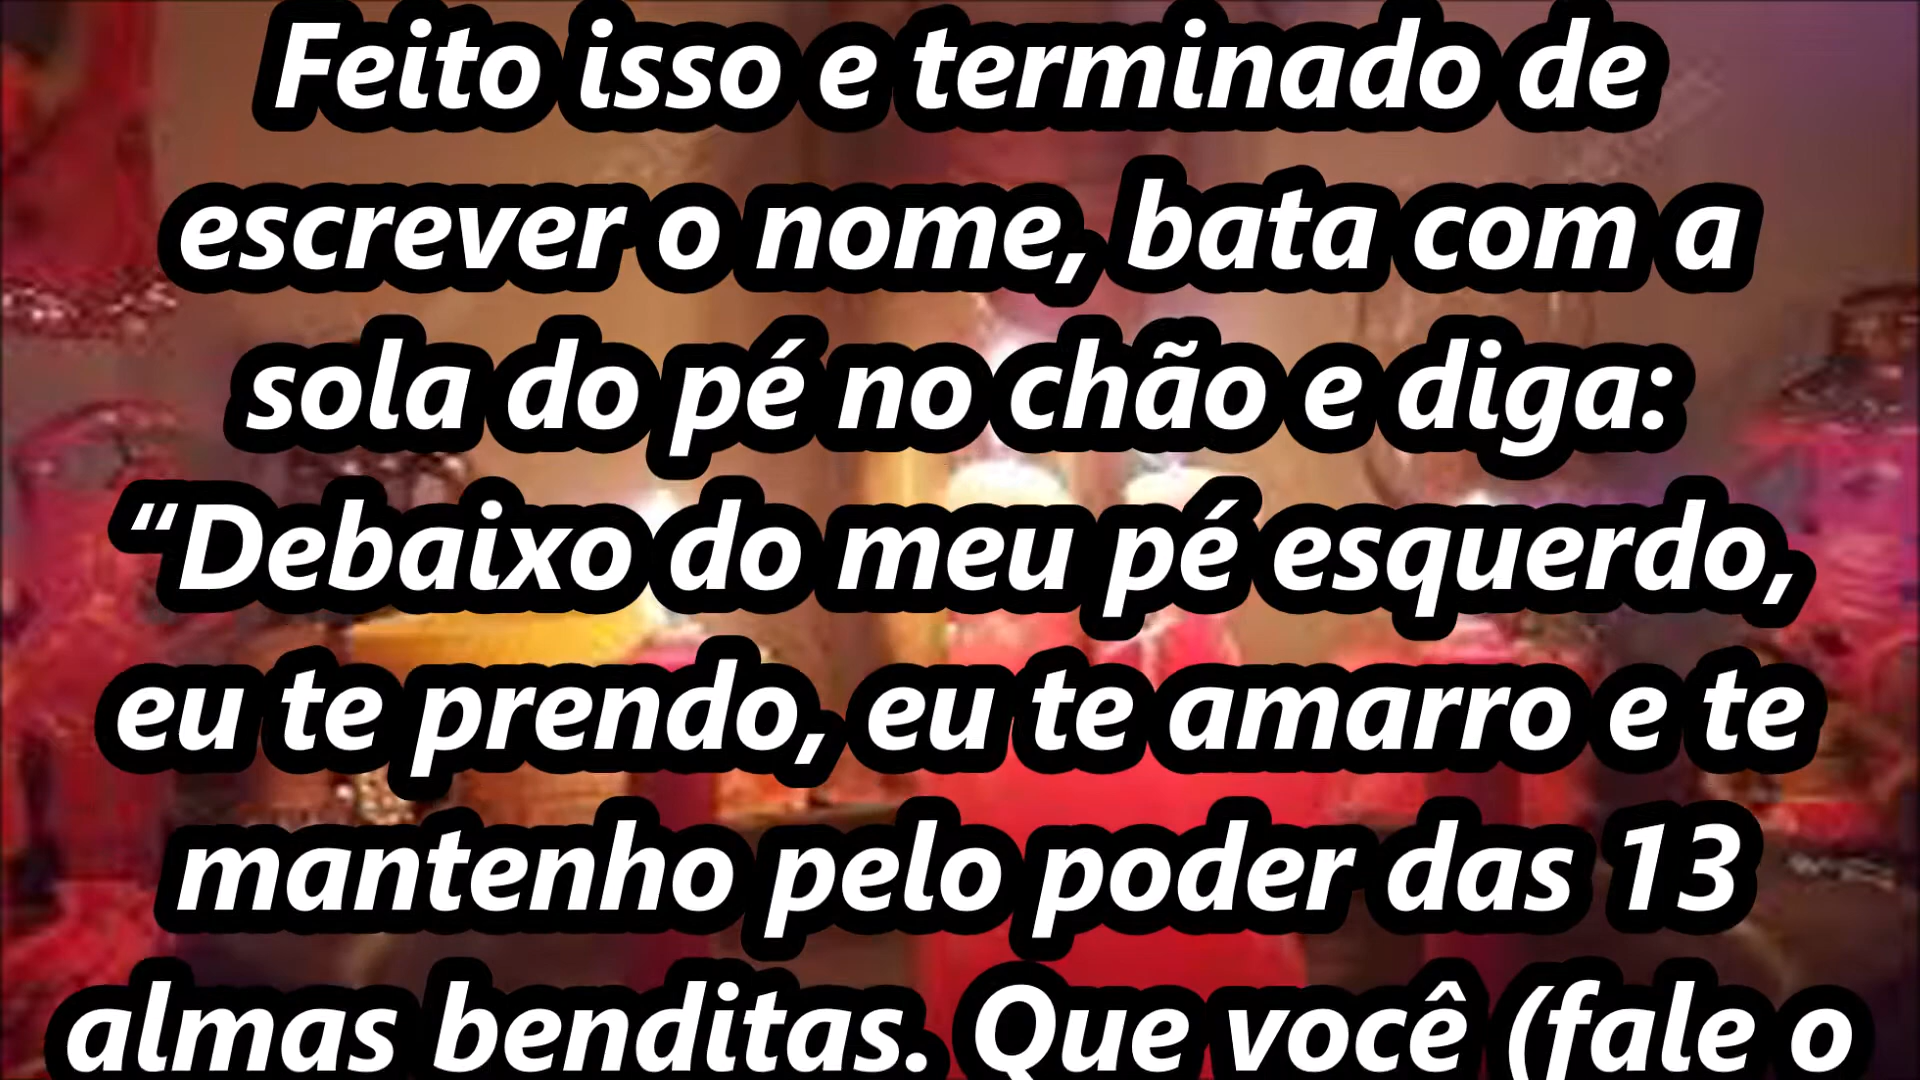 Feito isso e terminado de
escrever o nome, bata com a
sola do pé no chão e diga:
“Debaixo do meu pé esquerdo,
eu te prendo, eu te amarro e te
mantenho pelo poder das 13
almas benditas. Que você (fale o